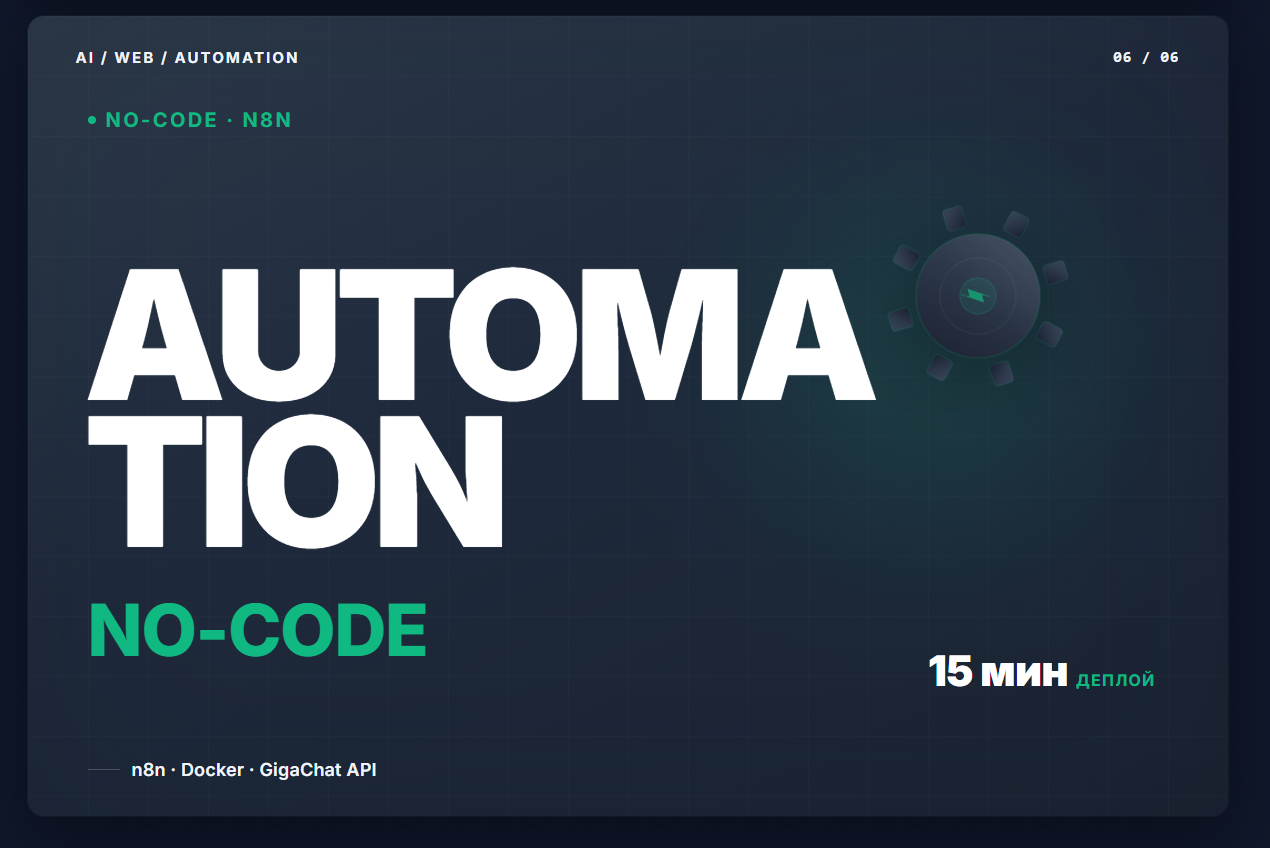 AI / WEB / AUTOMATION
06 / 06
NO-CODE · N8N
AUTOMA
TION
NO-CODE
15 мин ДЕПЛОЙ
n8n · Docker · GigaChat API